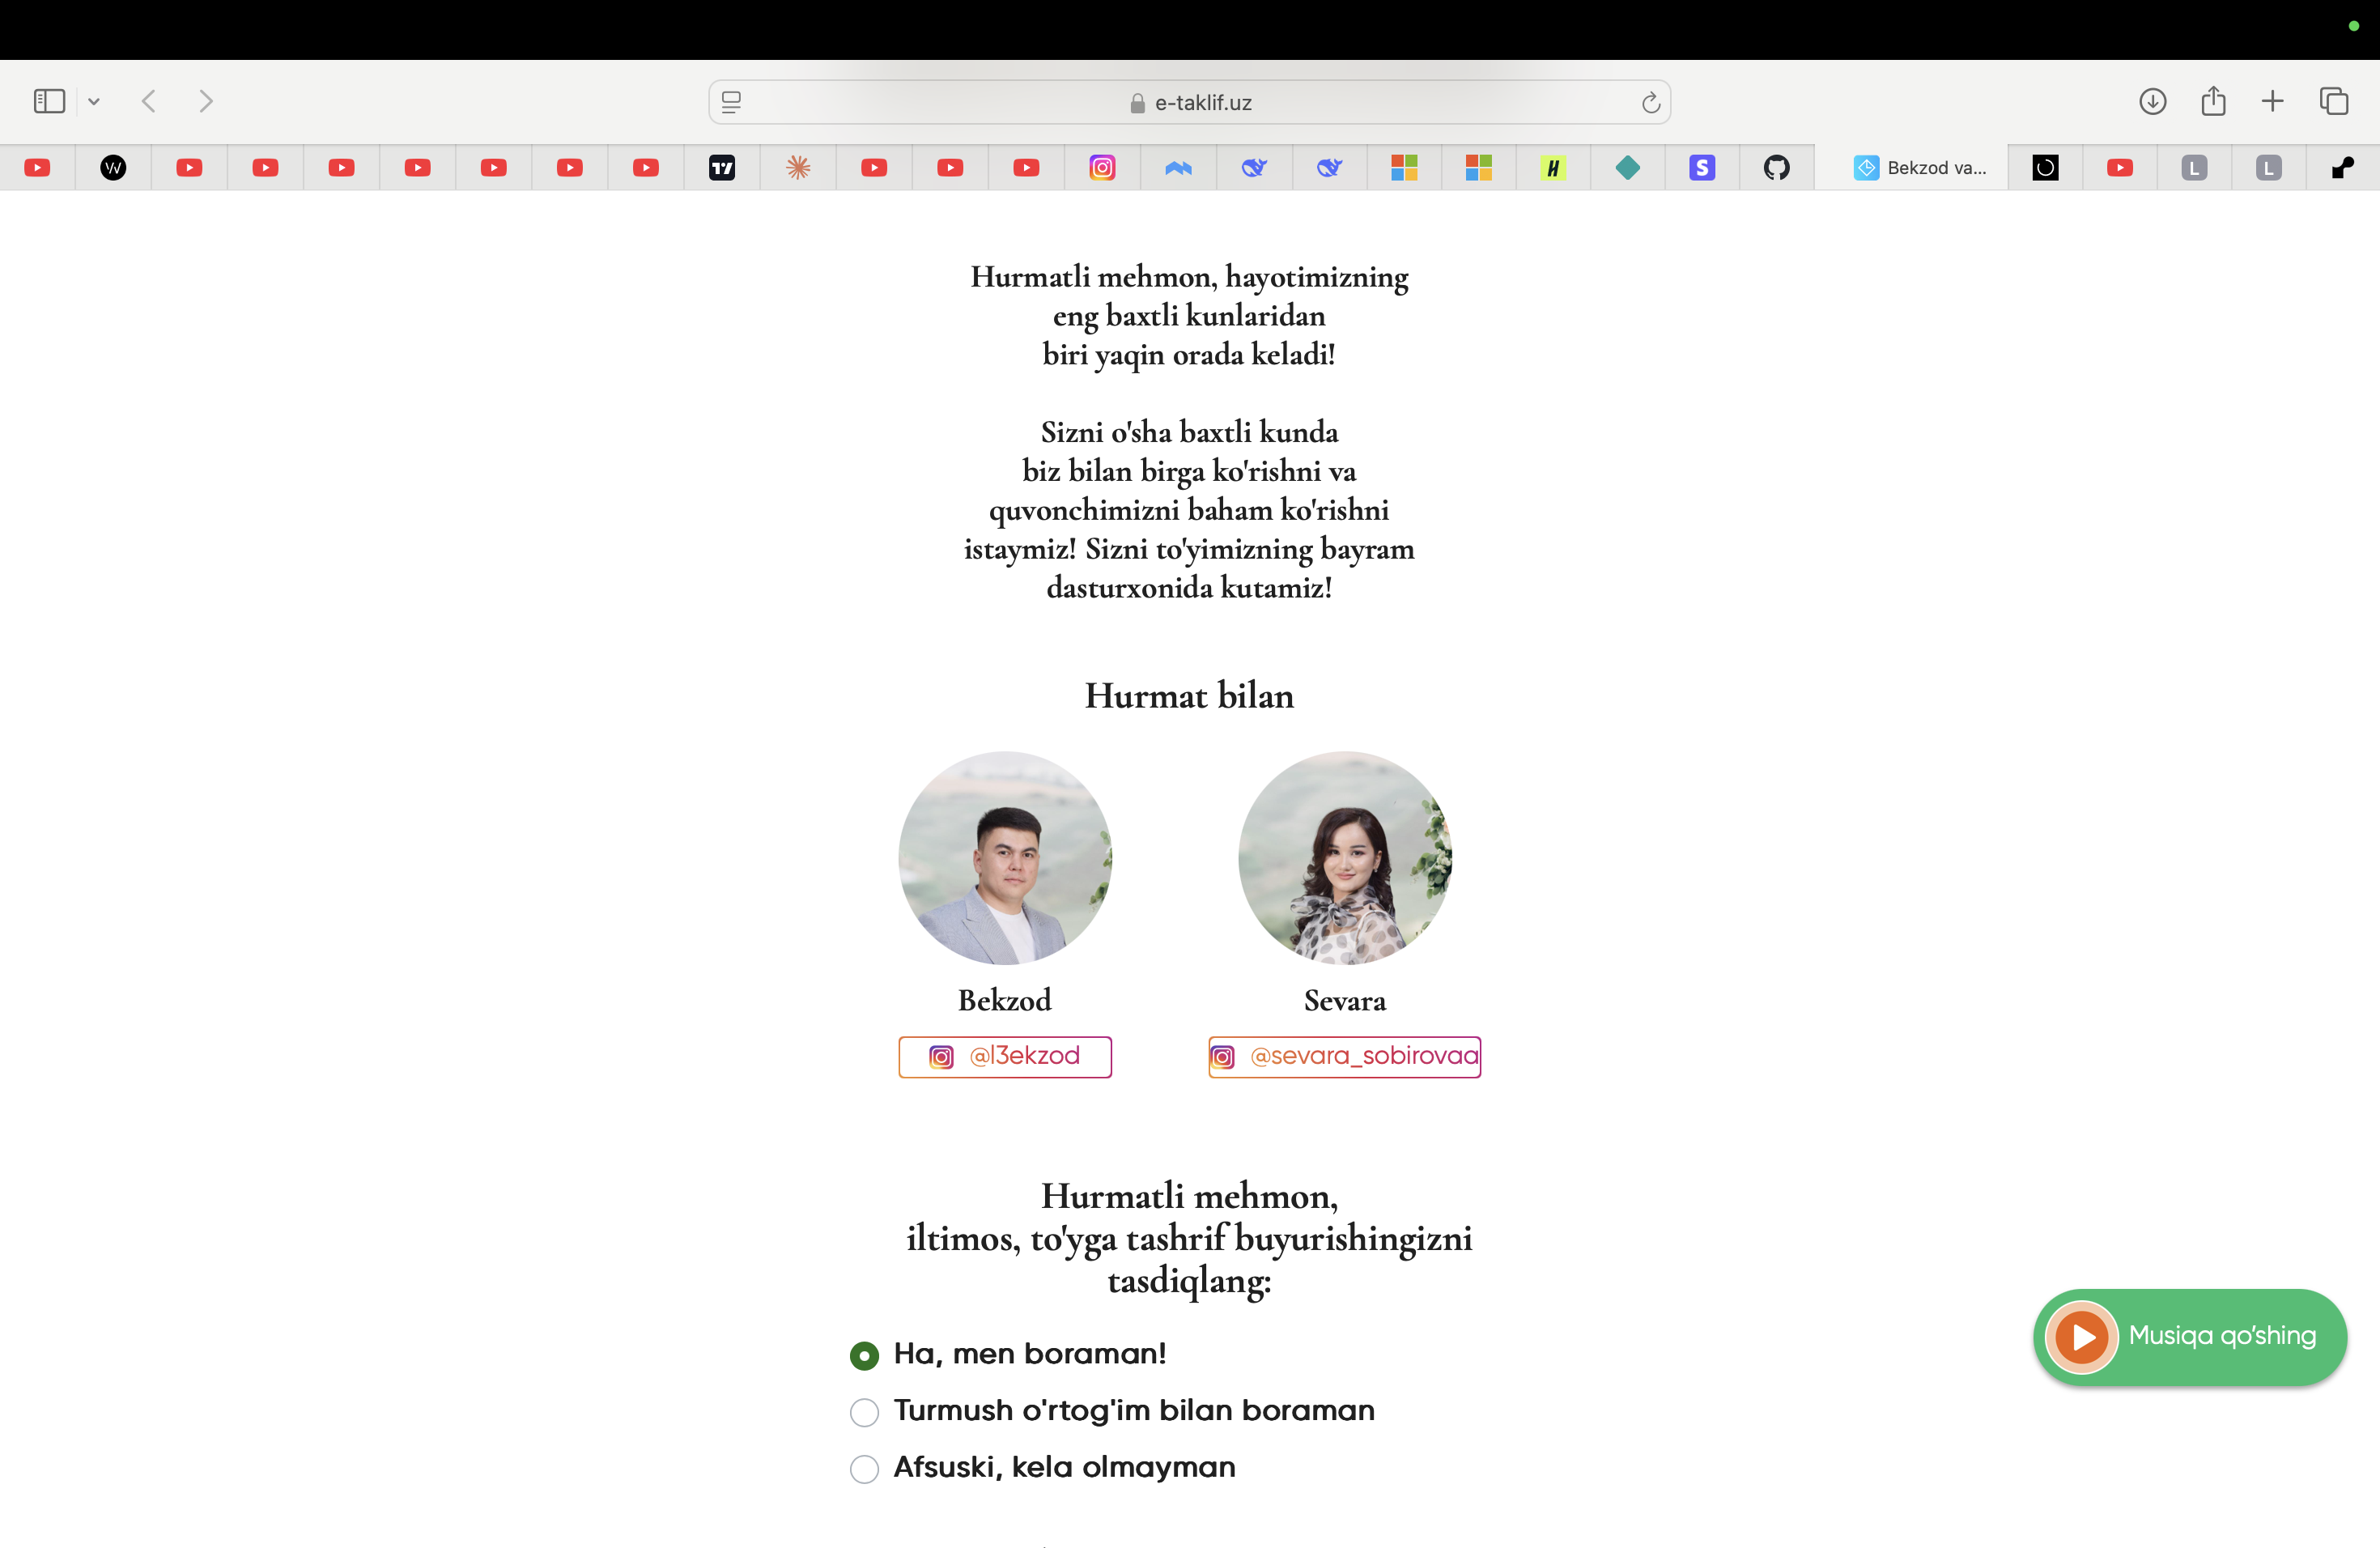 e-taklif.uz
Bekzod va...
Hurmatli mehmon, hayotimizning
eng baxtli kunlaridan
biri yaqin orada keladi!
Sizni o'sha baxtli kunda
biz bilan birga ko'rishni va
quvonchimizni baham ko'rishni
istaymiz! Sizni to'yimizning bayram
dasturxonida kutamiz!
Hurmat bilan
Bekzod
Sevara
@l3ekzod
@sevara_sobirovaa
Hurmatli mehmon,
iltimos, to'yga tashrif buyurishingizni
tasdiqlang:
Ha, men boraman!
Turmush o'rtog'im bilan boraman
Afsuski, kela olmayman
Musiqa qo‘shing